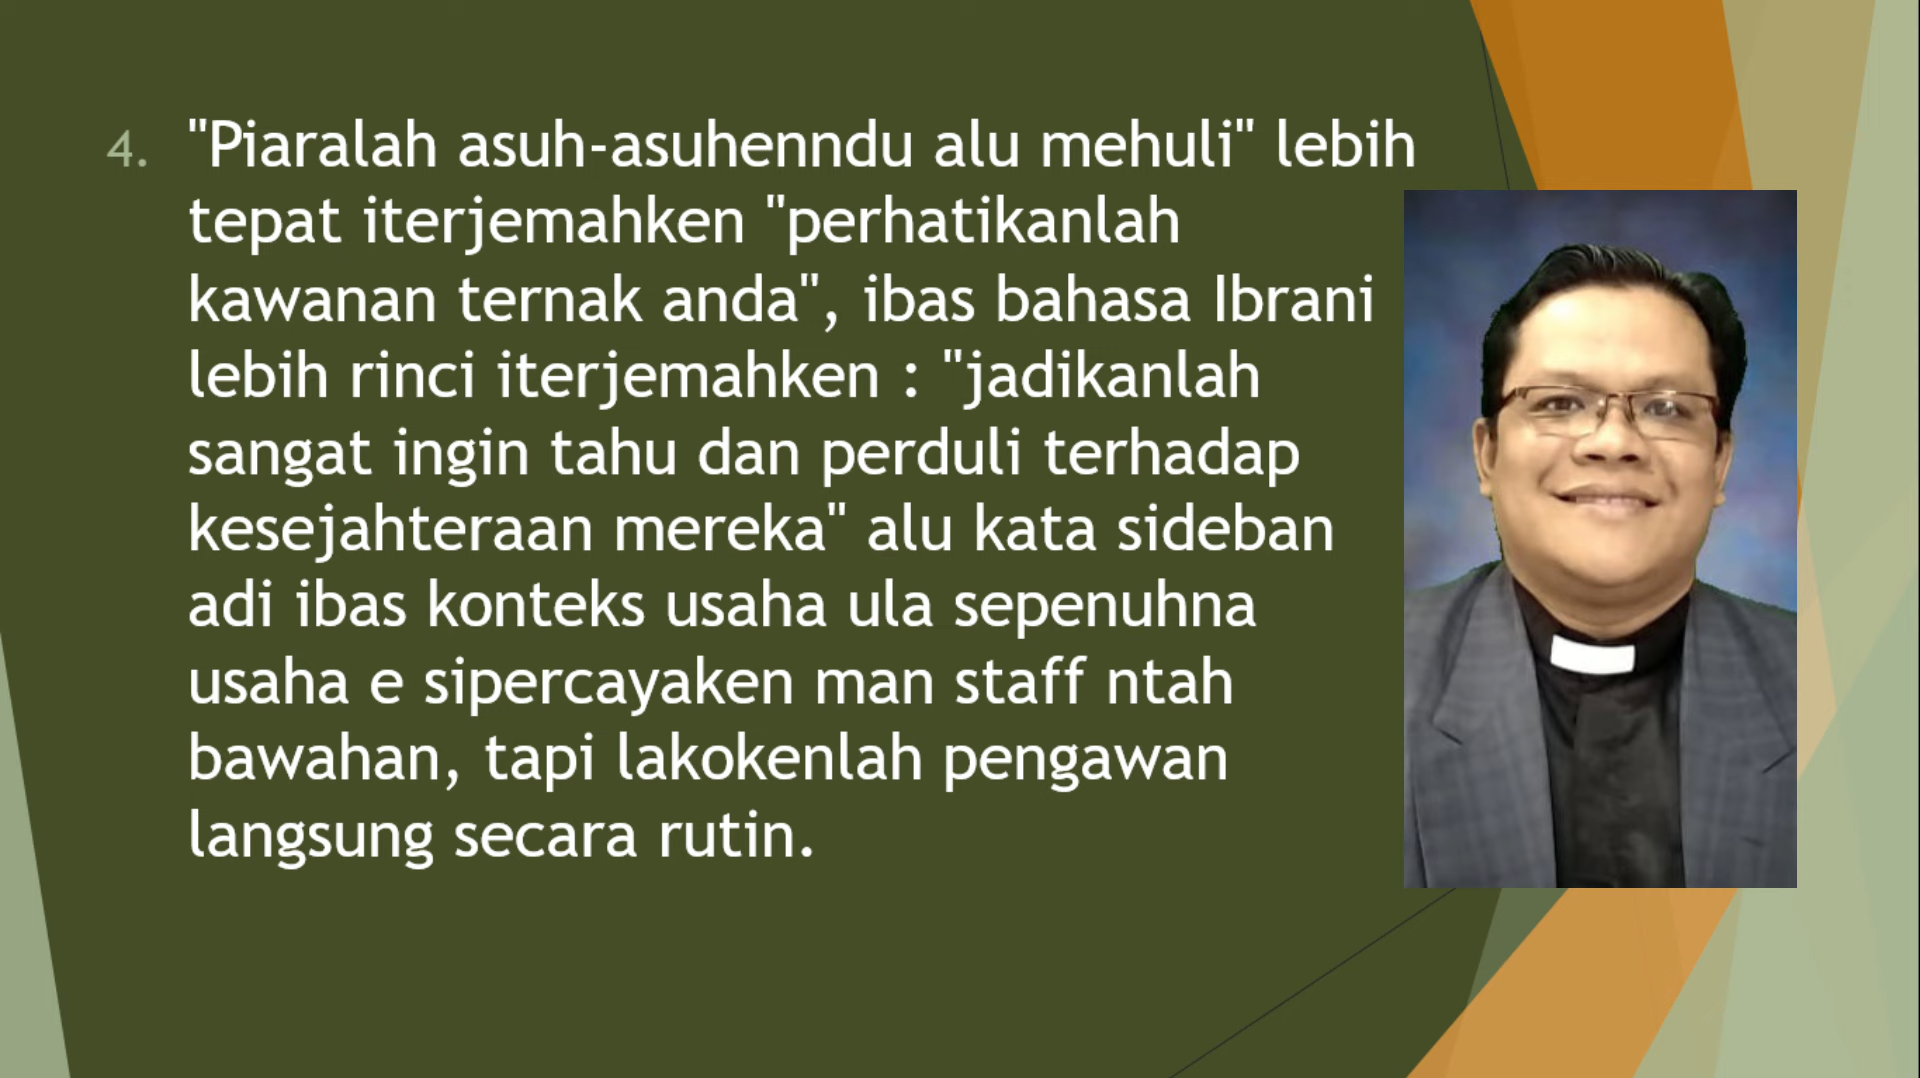 4. "Piaralah asuh-asuhenndu alu mehuli" lebih
tepat iterjemahken "perhatikanlah
kawanan ternak anda", ibas bahasa Ibrani
lebih rinci iterjemahken : "jadikanlah
sangat ingin tahu dan perduli terhadap
kesejahteraan mereka" alu kata sideban
adi ibas konteks usaha ula sepenuhna
usaha e sipercayaken man staff ntah
bawahan, tapi lakokenlah pengawan
langsung secara rutin.